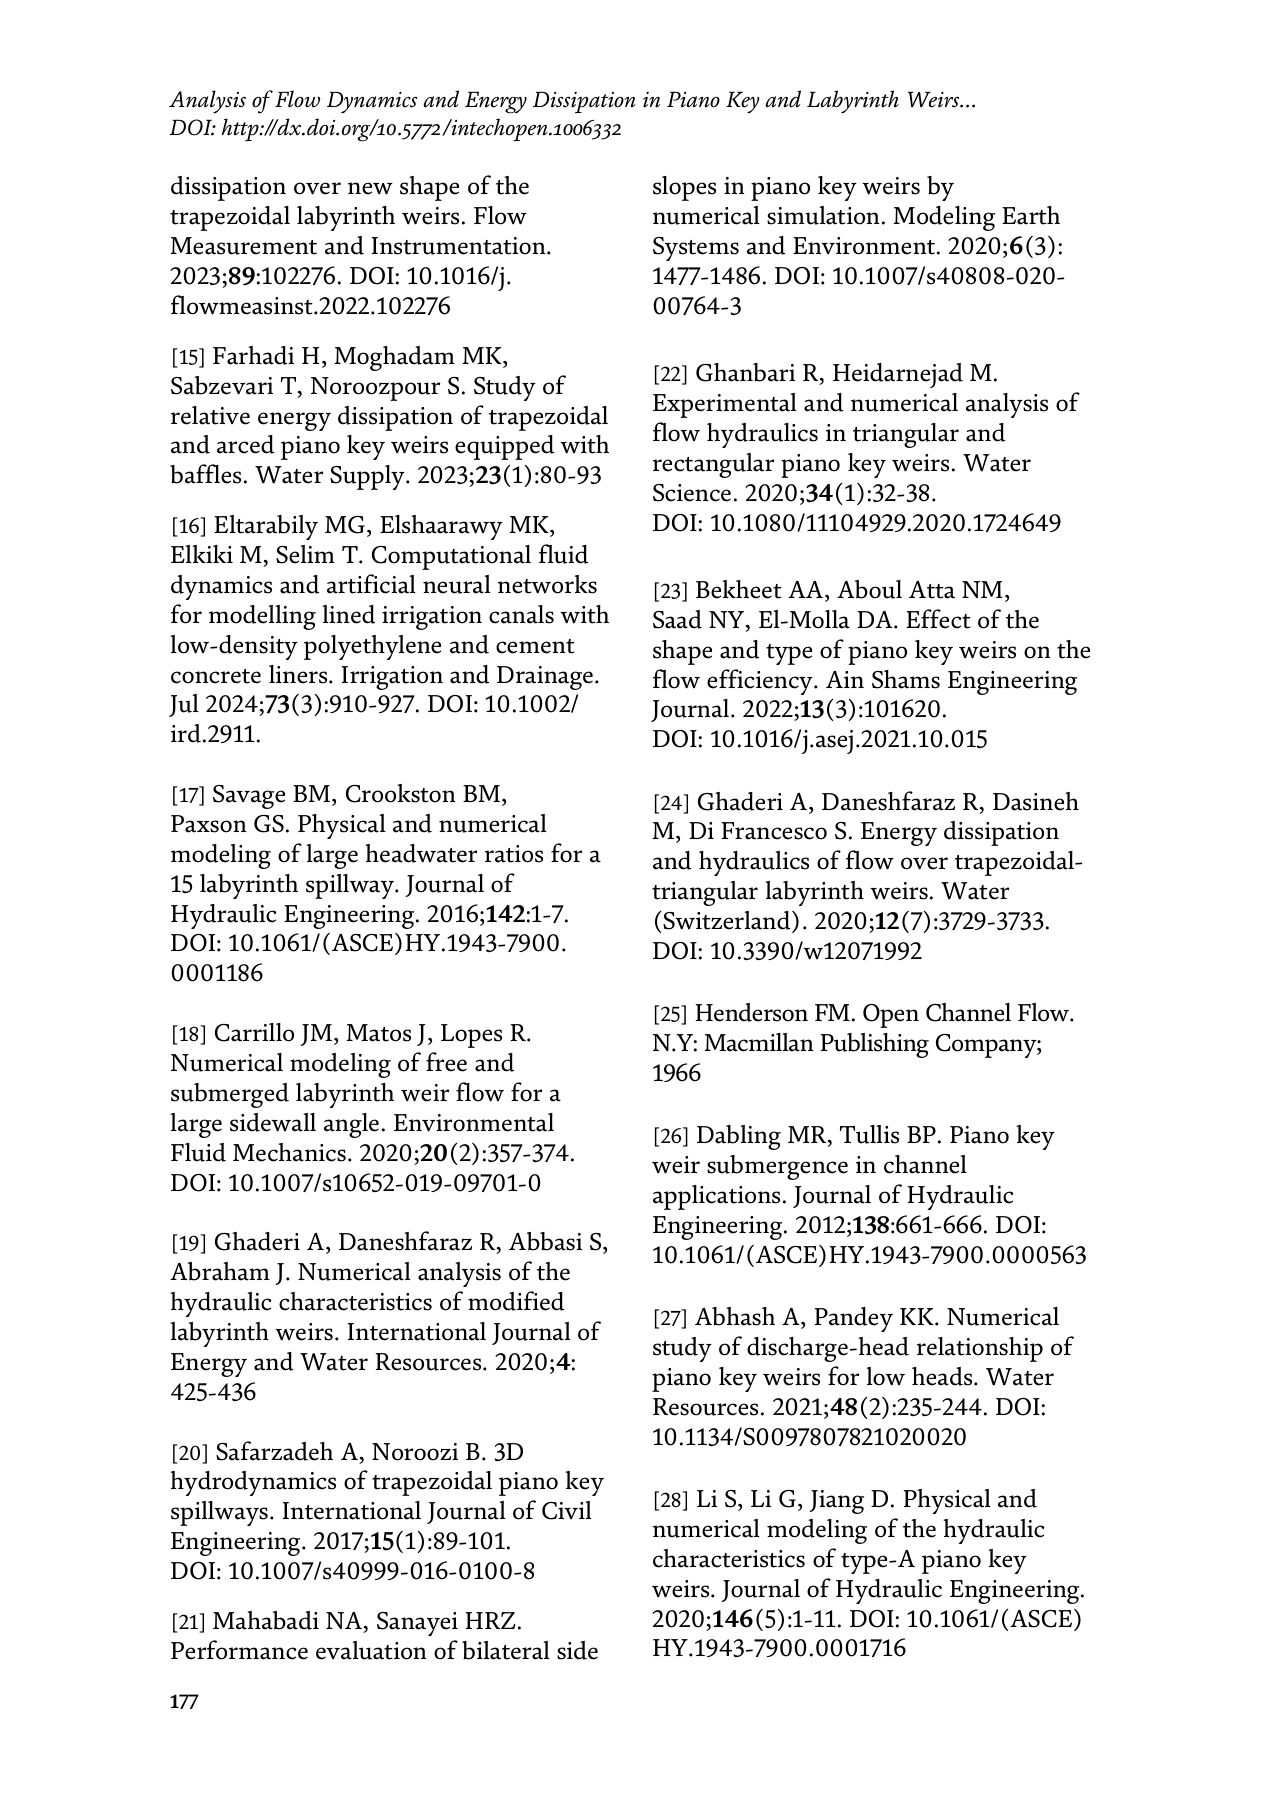 Analysis of Flow Dynamics and Energy Dissipation in Piano Key and Labyrinth Weirs…
DOI: http://dx.doi.org/10.5772/intechopen.1006332
dissipation over new shape of the
trapezoidal labyrinth weirs. Flow
Measurement and Instrumentation.
2023;89:102276. DOI: 10.1016/j.
flowmeasinst.2022.102276
[15] Farhadi H, Moghadam MK,
Sabzevari T, Noroozpour S. Study of
relative energy dissipation of trapezoidal
and arced piano key weirs equipped with
baffles. Water Supply. 2023;23(1):80-93
[16] Eltarabily MG, Elshaarawy MK,
Elkiki M, Selim T. Computational fluid
dynamics and artificial neural networks
for modelling lined irrigation canals with
low-density polyethylene and cement
concrete liners. Irrigation and Drainage.
Jul 2024;73(3):910-927. DOI: 10.1002/
ird.2911.
[17] Savage BM, Crookston BM,
Paxson GS. Physical and numerical
modeling of large headwater ratios for a
15 labyrinth spillway. Journal of
Hydraulic Engineering. 2016;142:1-7.
DOI: 10.1061/(ASCE)HY.1943-7900.
0001186
[18] Carrillo JM, Matos J, Lopes R.
Numerical modeling of free and
submerged labyrinth weir flow for a
large sidewall angle. Environmental
Fluid Mechanics. 2020;20(2):357-374.
DOI: 10.1007/s10652-019-09701-0
[19] Ghaderi A, Daneshfaraz R, Abbasi S,
Abraham J. Numerical analysis of the
hydraulic characteristics of modified
labyrinth weirs. International Journal of
Energy and Water Resources. 2020;4:
425-436
[20] Safarzadeh A, Noroozi B. 3D
hydrodynamics of trapezoidal piano key
spillways. International Journal of Civil
Engineering. 2017;15(1):89-101.
DOI: 10.1007/s40999-016-0100-8
[21] Mahabadi NA, Sanayei HRZ.
Performance evaluation of bilateral side
slopes in piano key weirs by
numerical simulation. Modeling Earth
Systems and Environment. 2020;6(3):
1477-1486. DOI: 10.1007/s40808-020-
00764-3
[22] Ghanbari R, Heidarnejad M.
Experimental and numerical analysis of
flow hydraulics in triangular and
rectangular piano key weirs. Water
Science. 2020;34(1):32-38.
DOI: 10.1080/11104929.2020.1724649
[23] Bekheet AA, Aboul Atta NM,
Saad NY, El-Molla DA. Effect of the
shape and type of piano key weirs on the
flow efficiency. Ain Shams Engineering
Journal. 2022;13(3):101620.
DOI: 10.1016/j.asej.2021.10.015
[24] Ghaderi A, Daneshfaraz R, Dasineh
M, Di Francesco S. Energy dissipation
and hydraulics of flow over trapezoidal-
triangular labyrinth weirs. Water
(Switzerland). 2020;12(7):3729-3733.
DOI: 10.3390/w12071992
[25] Henderson FM. Open Channel Flow.
N.Y: Macmillan Publishing Company;
1966
[26] Dabling MR, Tullis BP. Piano key
weir submergence in channel
applications. Journal of Hydraulic
Engineering. 2012;138:661-666. DOI:
10.1061/(ASCE)HY.1943-7900.0000563
[27] Abhash A, Pandey KK. Numerical
study of discharge-head relationship of
piano key weirs for low heads. Water
Resources. 2021;48(2):235-244. DOI:
10.1134/S0097807821020020
[28] Li S, Li G, Jiang D. Physical and
numerical modeling of the hydraulic
characteristics of type-A piano key
weirs. Journal of Hydraulic Engineering.
2020;146(5):1-11. DOI: 10.1061/(ASCE)
HY.1943-7900.0001716
177